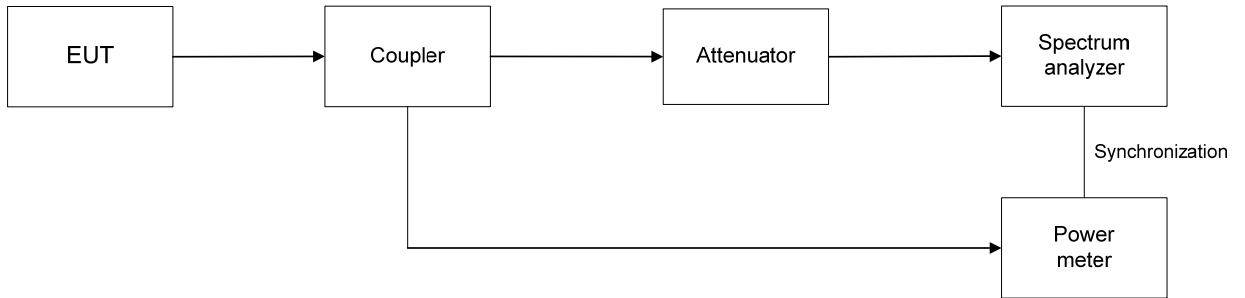 EUT
Coupler
Attenuator
Spectrum
analyzer
Synchronization
Power
meter